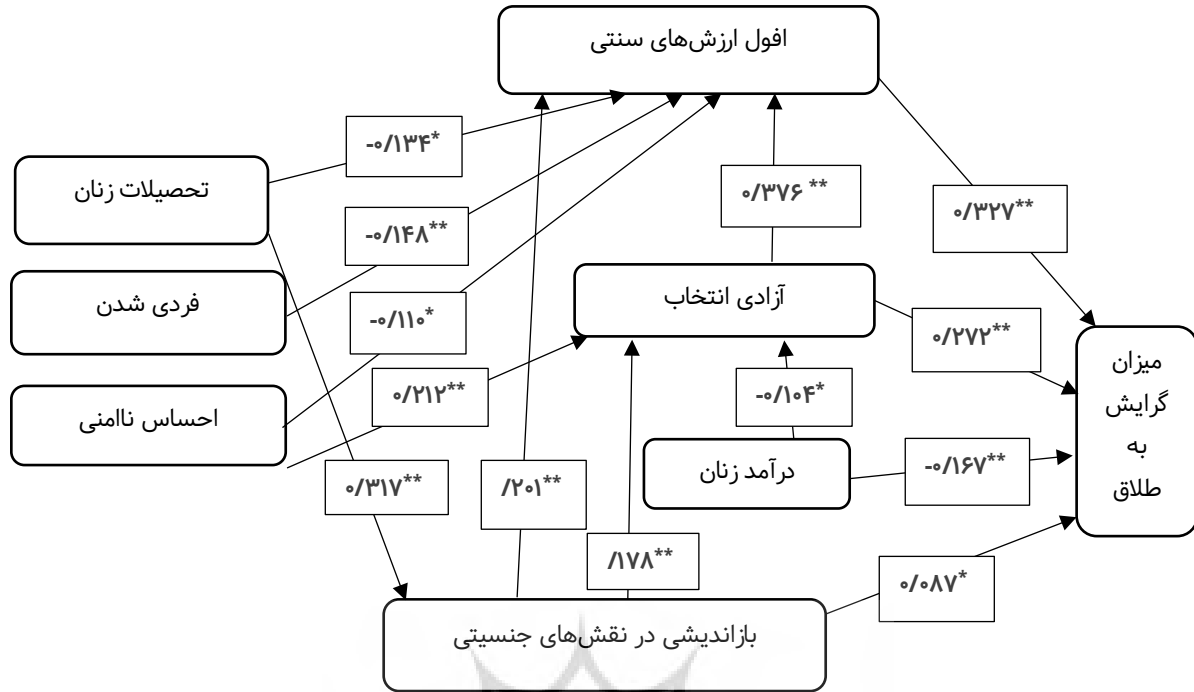 افول ارزش‌های سنتی
-۰/۱۳۴*
تحصیلات زنان
۰/۳۷۶ **
۰/۳۲۷**
-۰/۱۴۸**
فردی شدن
آزادی انتخاب
-۰/۱۱۰*
۰/۲۷۲**
میزان
گرایش
به
طلاق
۰/۲۱۲**
-۰/۱۰۴*
احساس ناامنی
درآمد زنان
-۰/۱۶۷**
۰/۳۱۷**
/۲۰۱**
/۱۷۸**
۰/۰۸۷*
بازاندیشی در نقش‌های جنسیتی